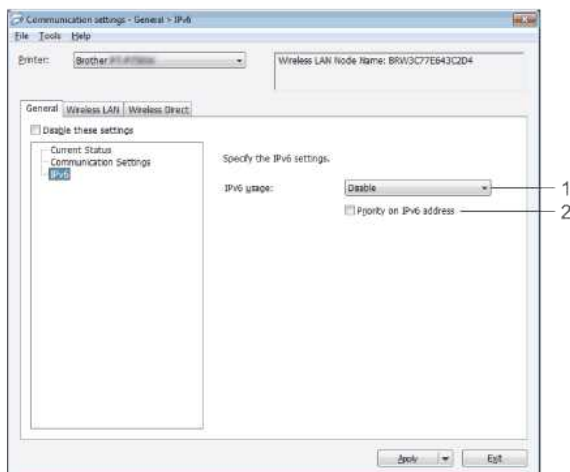 Communication settings - General > IPv6
File Tools Help
Printer: Brother Wireless LAN Node Name: BRW3C77E643C2D4
General Wireless LAN Wireless Direct
Disable these settings
Current Status
Communication Settings
IPv6
Specify the IPv6 settings.
IPv6 usage: Disable 1
Priority on IPv6 address 2
Apply Exit